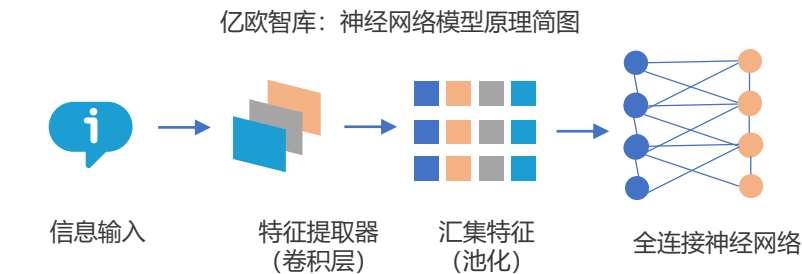 亿欧智库：神经网络模型原理简图
信息输入
特征提取器
（卷积层）
汇集特征
（池化）
全连接神经网络